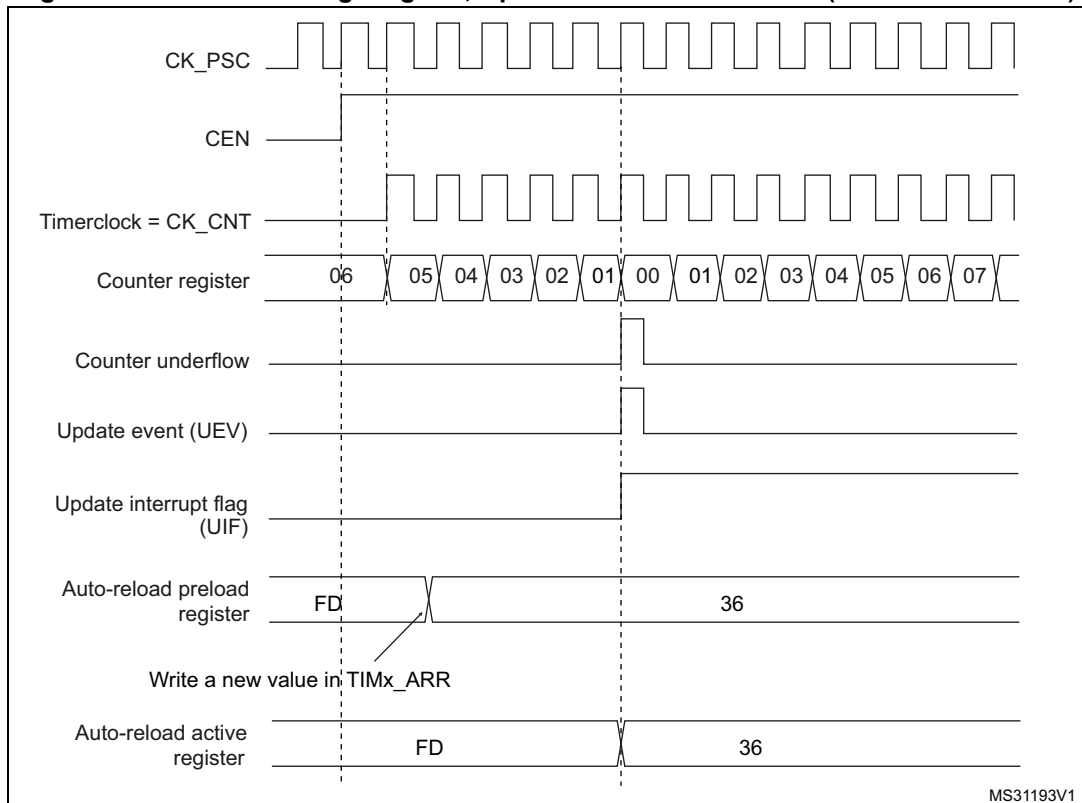 CK_PSC
CEN
Timerclock = CK_CNT
Counter register 06 05 04 03 02 01 00 01 02 03 04 05 06 07
Counter underflow
Update event (UEV)
Update interrupt flag
(UIF)
Auto-reload preload
register
FD 36
Write a new value in TIMx_ARR
Auto-reload active
register
FD 36
MS31193V1